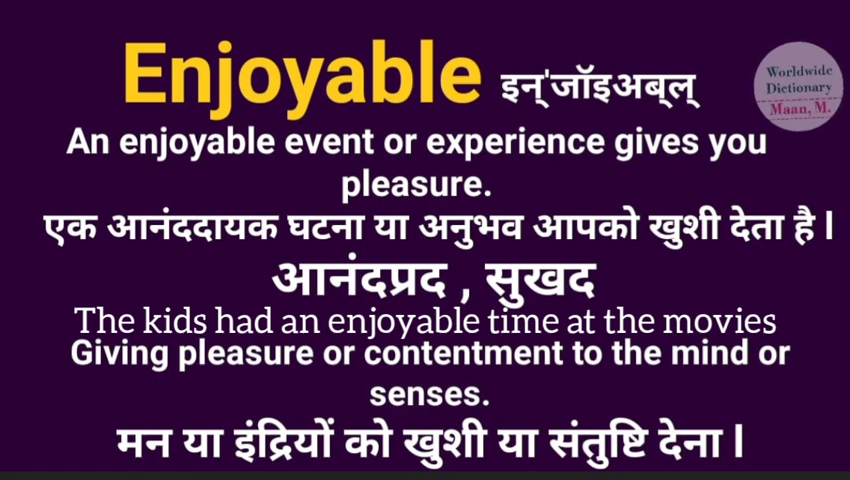 Enjoyable इन्'जॉइअब्ल्
Worldwide
Dictionary
Maan, M.
An enjoyable event or experience gives you
pleasure.
एक आनंददायक घटना या अनुभव आपको खुशी देता है l
आनंदप्रद , सुखद
The kids had an enjoyable time at the movies
Giving pleasure or contentment to the mind or
senses.
मन या इंद्रियों को खुशी या संतुष्टि देना l